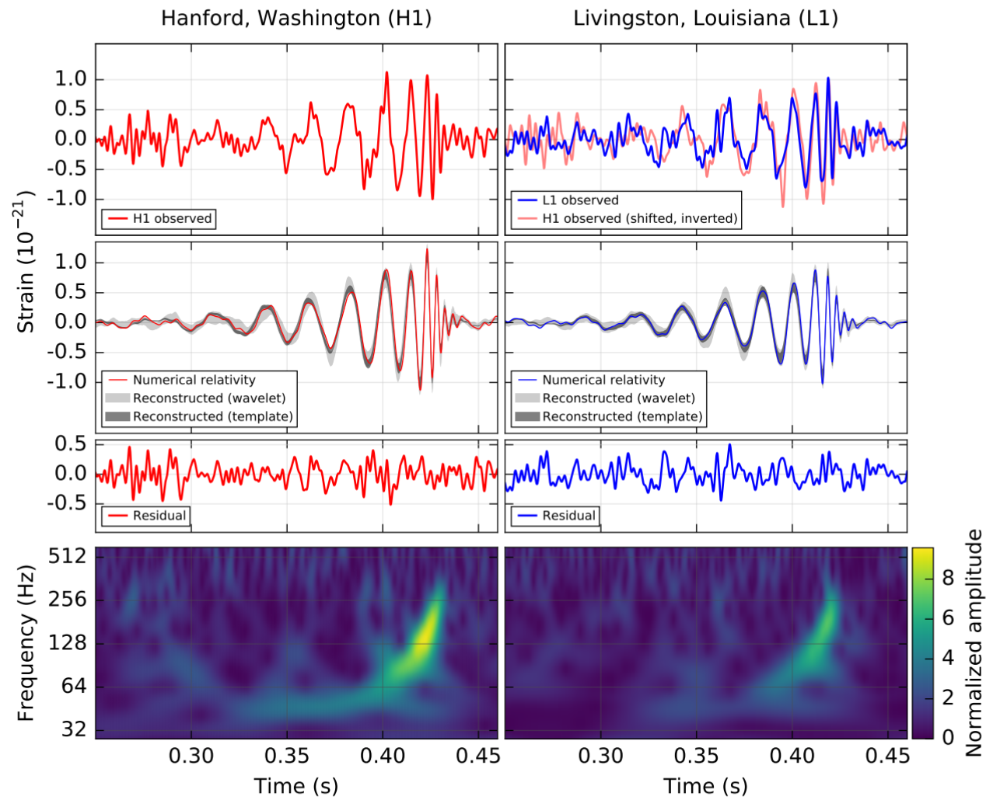 Hanford, Washington (H1)
Livingston, Louisiana (L1)
Strain (10⁻²¹)
1.0
0.5
0.0
-0.5
-1.0
H1 observed
L1 observed
H1 observed (shifted, inverted)
1.0
0.5
0.0
-0.5
-1.0
Numerical relativity
Reconstructed (wavelet)
Reconstructed (template)
Numerical relativity
Reconstructed (wavelet)
Reconstructed (template)
0.5
0.0
-0.5
Residual
Residual
Frequency (Hz)
512
256
128
64
32
0.30 0.35 0.40 0.45
Time (s)
0.30 0.35 0.40 0.45
Time (s)
8
6
4
2
0
Normalized amplitude